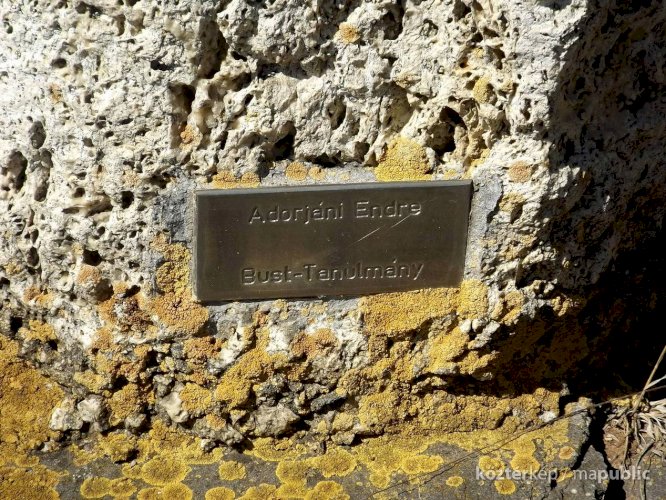 Adorjáni Endre
Bust-Tanulmány
köztérkép / mapublic